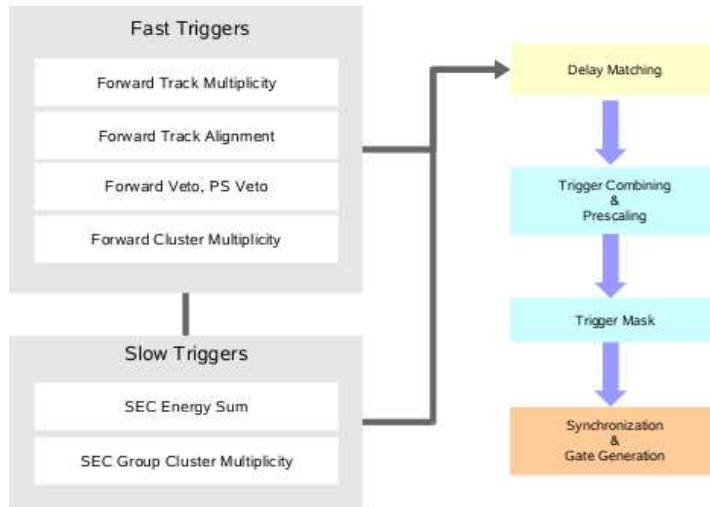 Fast Triggers
Forward Track Multiplicity
Forward Track Alignment
Forward Veto, PS Veto
Forward Cluster Multiplicity
Slow Triggers
SEC Energy Sum
SEC Group Cluster Multiplicity
Delay Matching
Trigger Combining
&
Prescaling
Trigger Mask
Synchronization
&
Gate Generation